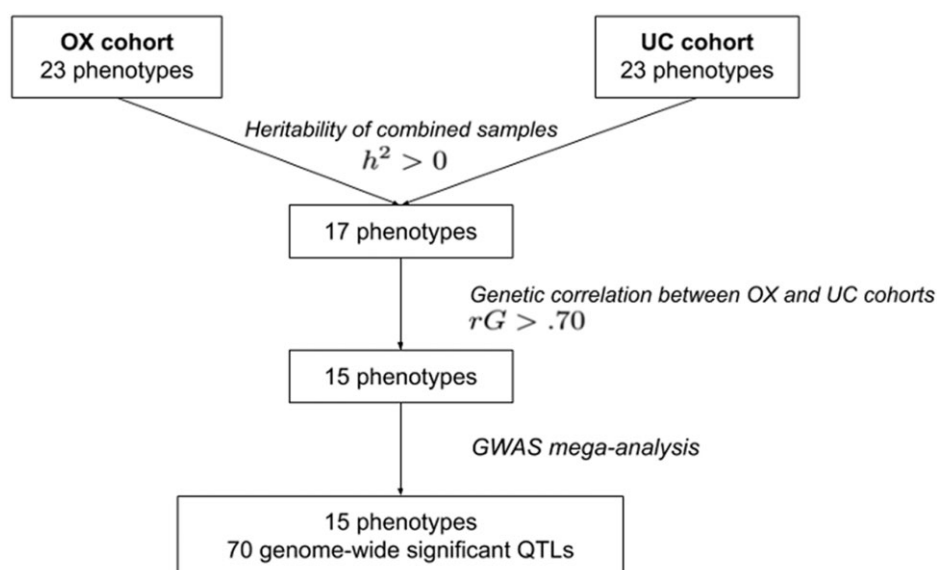 OX cohort
23 phenotypes
UC cohort
23 phenotypes
Heritability of combined samples
h² > 0
17 phenotypes
Genetic correlation between OX and UC cohorts
rG > .70
15 phenotypes
GWAS mega-analysis
15 phenotypes
70 genome-wide significant QTLs